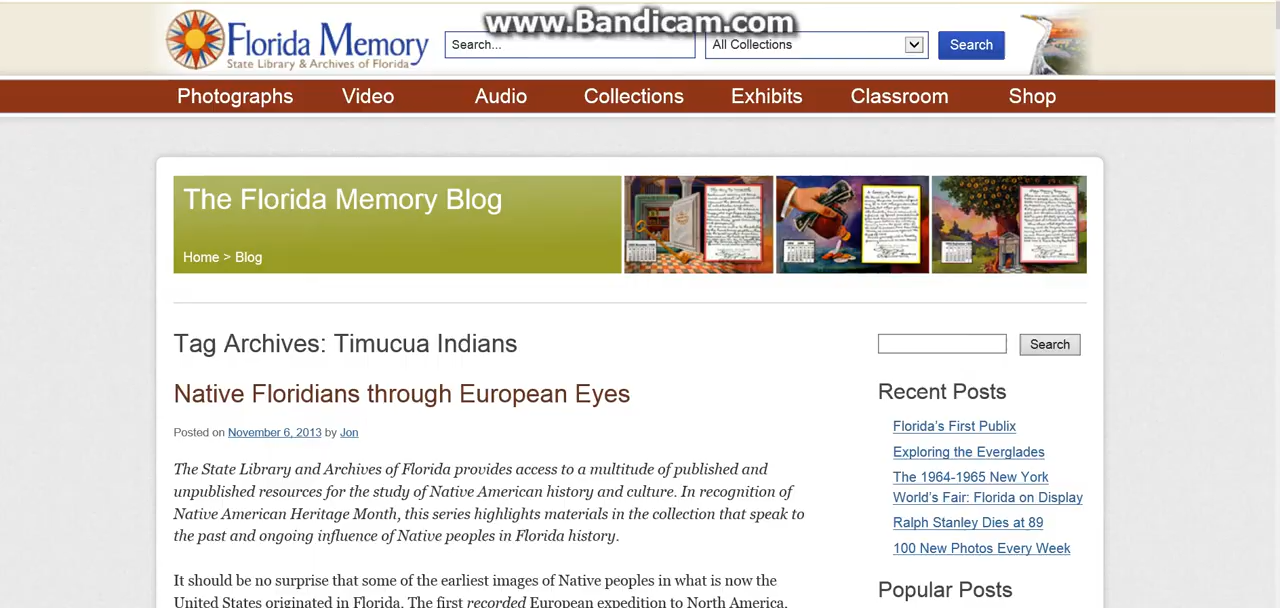 www.Bandicam.com
Florida Memory
State Library & Archives of Florida
Search...
All Collections
Search
Photographs Video Audio Collections Exhibits Classroom Shop
The Florida Memory Blog
Home > Blog
Tag Archives: Timucua Indians
Search
Native Floridians through European Eyes
Posted on November 6, 2013 by Jon
The State Library and Archives of Florida provides access to a multitude of published and
unpublished resources for the study of Native American history and culture. In recognition of
Native American Heritage Month, this series highlights materials in the collection that speak to
the past and ongoing influence of Native peoples in Florida history.
It should be no surprise that some of the earliest images of Native peoples in what is now the
United States originated in Florida. The first recorded European expedition to North America,
Recent Posts
Florida's First Publix
Exploring the Everglades
The 1964-1965 New York
World's Fair: Florida on Display
Ralph Stanley Dies at 89
100 New Photos Every Week
Popular Posts